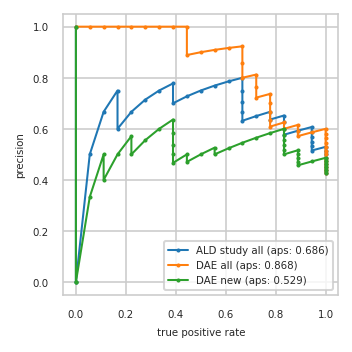 1.0
0.8
0.6
0.4
0.2
0.0
precision
ALD study all (aps: 0.686)
DAE all (aps: 0.868)
DAE new (aps: 0.529)
0.0 0.2 0.4 0.6 0.8 1.0
true positive rate